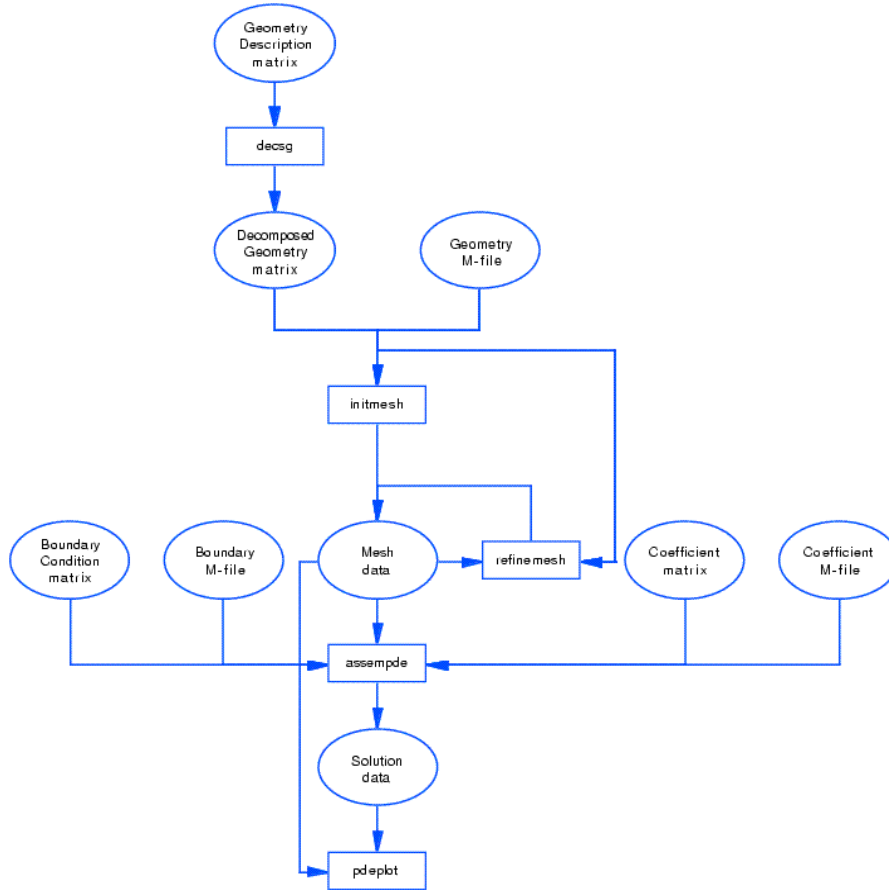 Geometry
Description
matrix
decsg
Decomposed
Geometry
matrix
Geometry
M-file
initmesh
Boundary
Condition
matrix
Boundary
M-file
Mesh
data
refinemesh
Coefficient
matrix
Coefficient
M-file
assempde
Solution
data
pdeplot